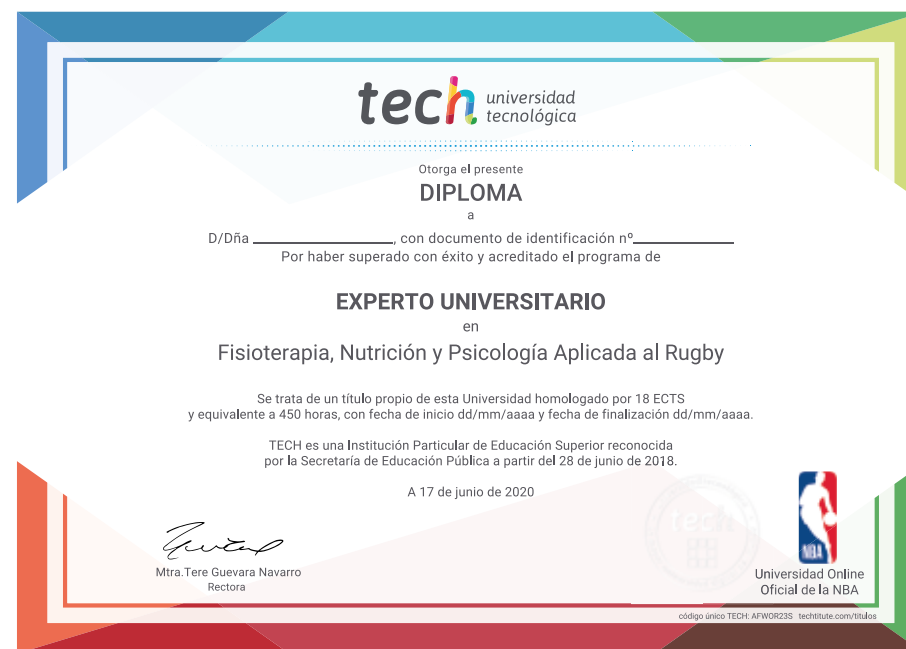 tech universidad
tecnológica
Otorga el presente
DIPLOMA
a
D/Dña ____________________, con documento de identificación nº______________
Por haber superado con éxito y acreditado el programa de
EXPERTO UNIVERSITARIO
en
Fisioterapia, Nutrición y Psicología Aplicada al Rugby
Se trata de un título propio de esta Universidad homologado por 18 ECTS
y equivalente a 450 horas, con fecha de inicio dd/mm/aaaa y fecha de finalización dd/mm/aaaa.
TECH es una Institución Particular de Educación Superior reconocida
por la Secretaría de Educación Pública a partir del 28 de junio de 2018.
A 17 de junio de 2020
tech
NBA
Mtra.Tere Guevara Navarro
Rectora
Universidad Online
Oficial de la NBA
código único TECH: AFWOR23S techtitute.com/titulos